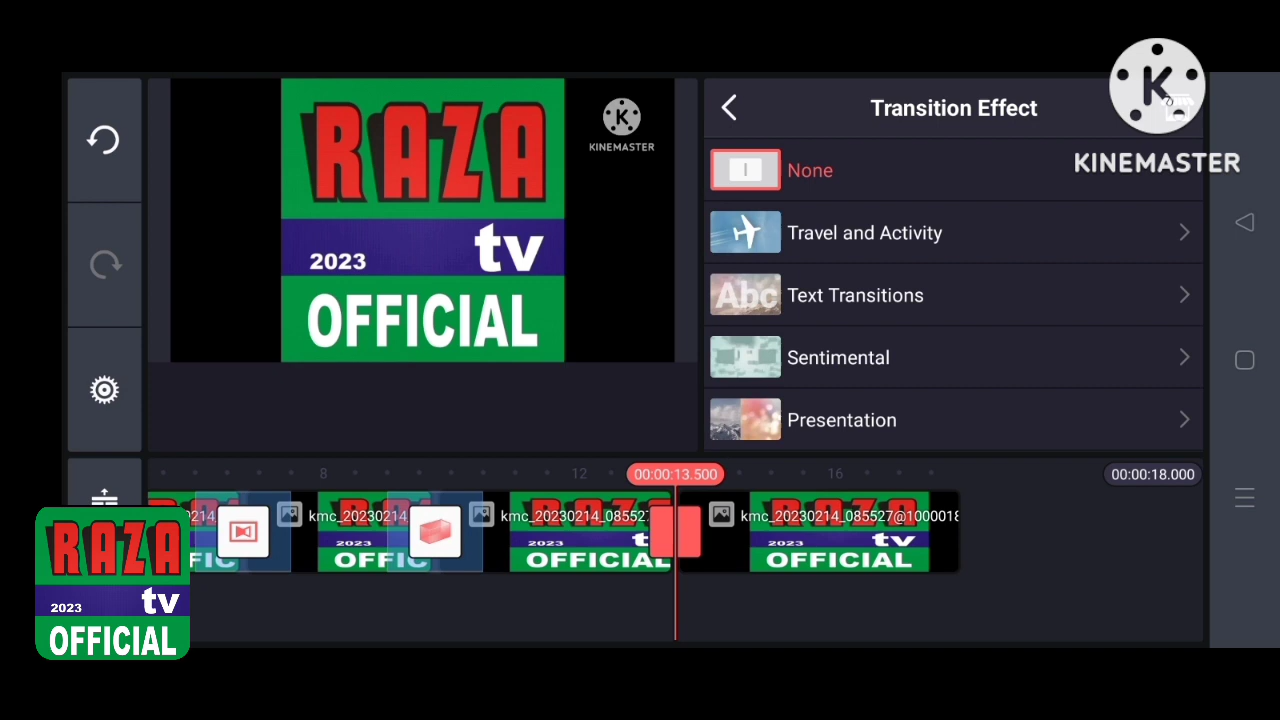 RAZA
2023 tv
OFFICIAL
KINEMASTER
Transition Effect
None
Travel and Activity
Text Transitions
Sentimental
Presentation
K
KINEMASTER
8
12
00:00:13.500
16
00:00:18.000
kmc_20230214
kmc_20230214_085527
kmc_20230214_085527@1000018
2023
OFFIC
2023
OFFIC
2023 t
OFFICIAL
2023 tv
OFFICIAL
RAZA
2023 tv
OFFICIAL